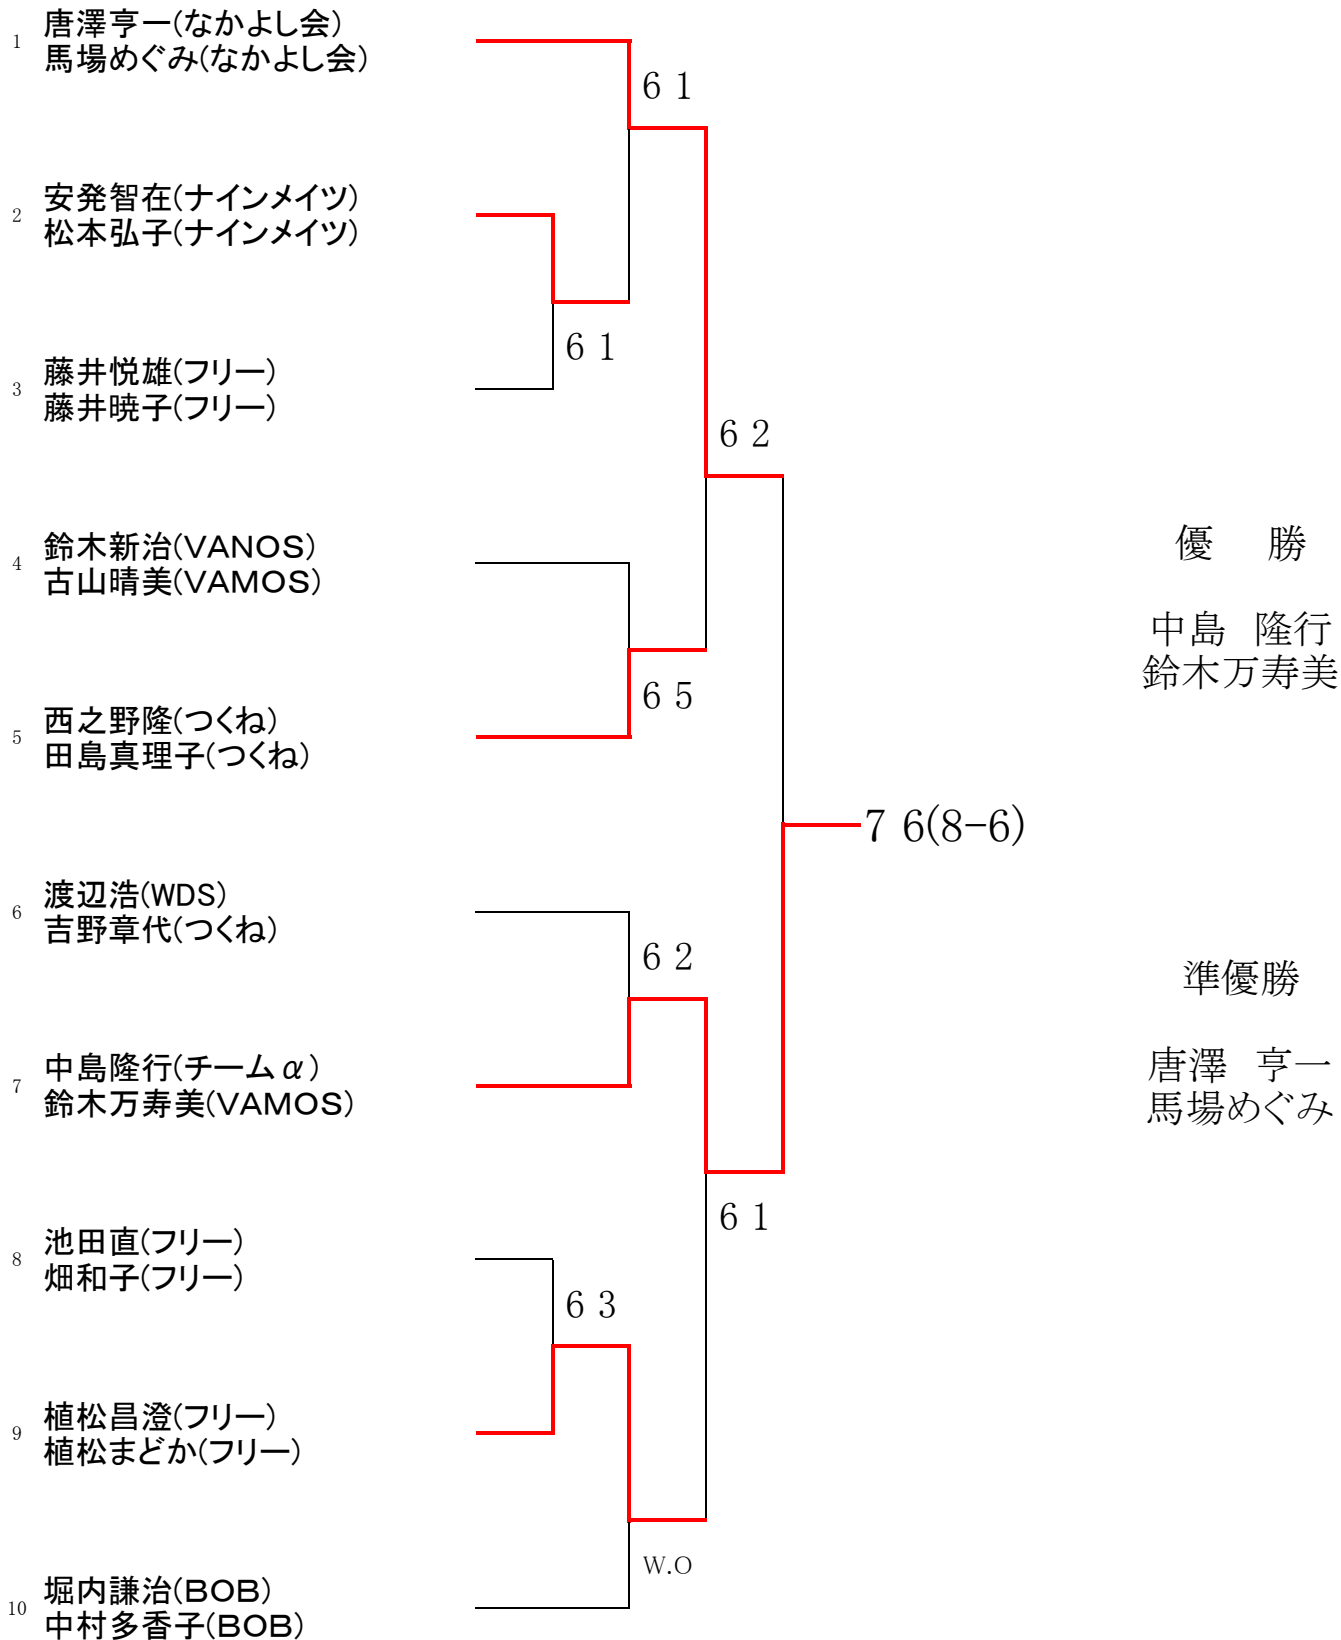 1
唐澤亨一(なかよし会)
馬場めぐみ(なかよし会)
6 1
2
安発智在(ナインメイツ)
松本弘子(ナインメイツ)
6 1
3
藤井悦雄(フリー)
藤井暁子(フリー)
6 2
4
鈴木新治(VANOS)
古山晴美(VAMOS)
優 勝
中島 隆行
鈴木万寿美
6 5
5
西之野隆(つくね)
田島真理子(つくね)
7 6(8-6)
6
渡辺浩(WDS)
吉野章代(つくね)
6 2
準優勝
唐澤 亨一
馬場めぐみ
7
中島隆行(チームα)
鈴木万寿美(VAMOS)
6 1
8
池田直(フリー)
畑和子(フリー)
6 3
9
植松昌澄(フリー)
植松まどか(フリー)
W.O
10
堀内謙治(BOB)
中村多香子(BOB)